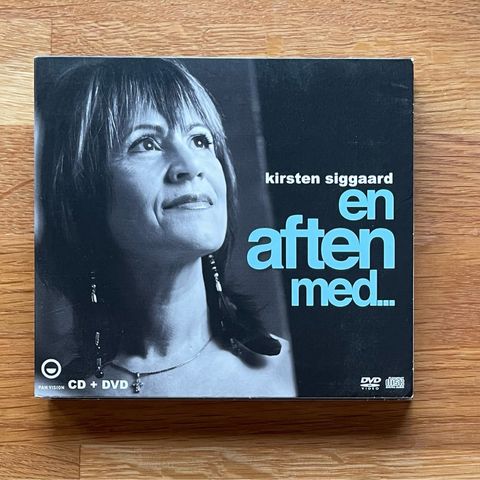 kirsten siggaard
en
aften
med...
PAN VISION
CD + DVD
DVD
VIDEO